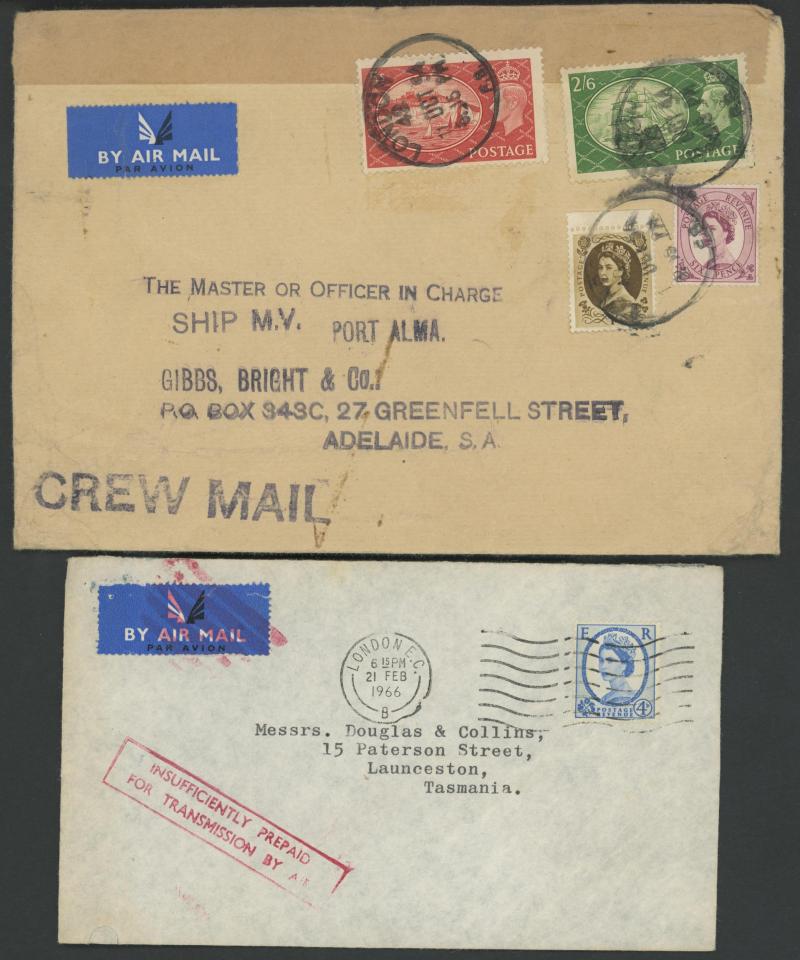 2/6
POSTAGE
POSTAGE
BY AIR MAIL
PAR AVION
POSTAGE REVENUE
SIX PENCE
POSTAGE
THE MASTER OR OFFICER IN CHARGE
SHIP M.V. PORT ALMA.
GIBBS, BRIGHT & Co.:
P.O. BOX 343C, 27 GREENFELL STREET,
ADELAIDE, S.A.
CREW MAIL
BY AIR MAIL
PAR AVION
LONDON E.C.
6 15 PM
21 FEB
1966
B
E R
POSTAGE
REVENUE
4D
Messrs. Douglas & Collins,
15 Paterson Street,
Launceston,
Tasmania.
INSUFFICIENTLY PREPAID
FOR TRANSMISSION BY